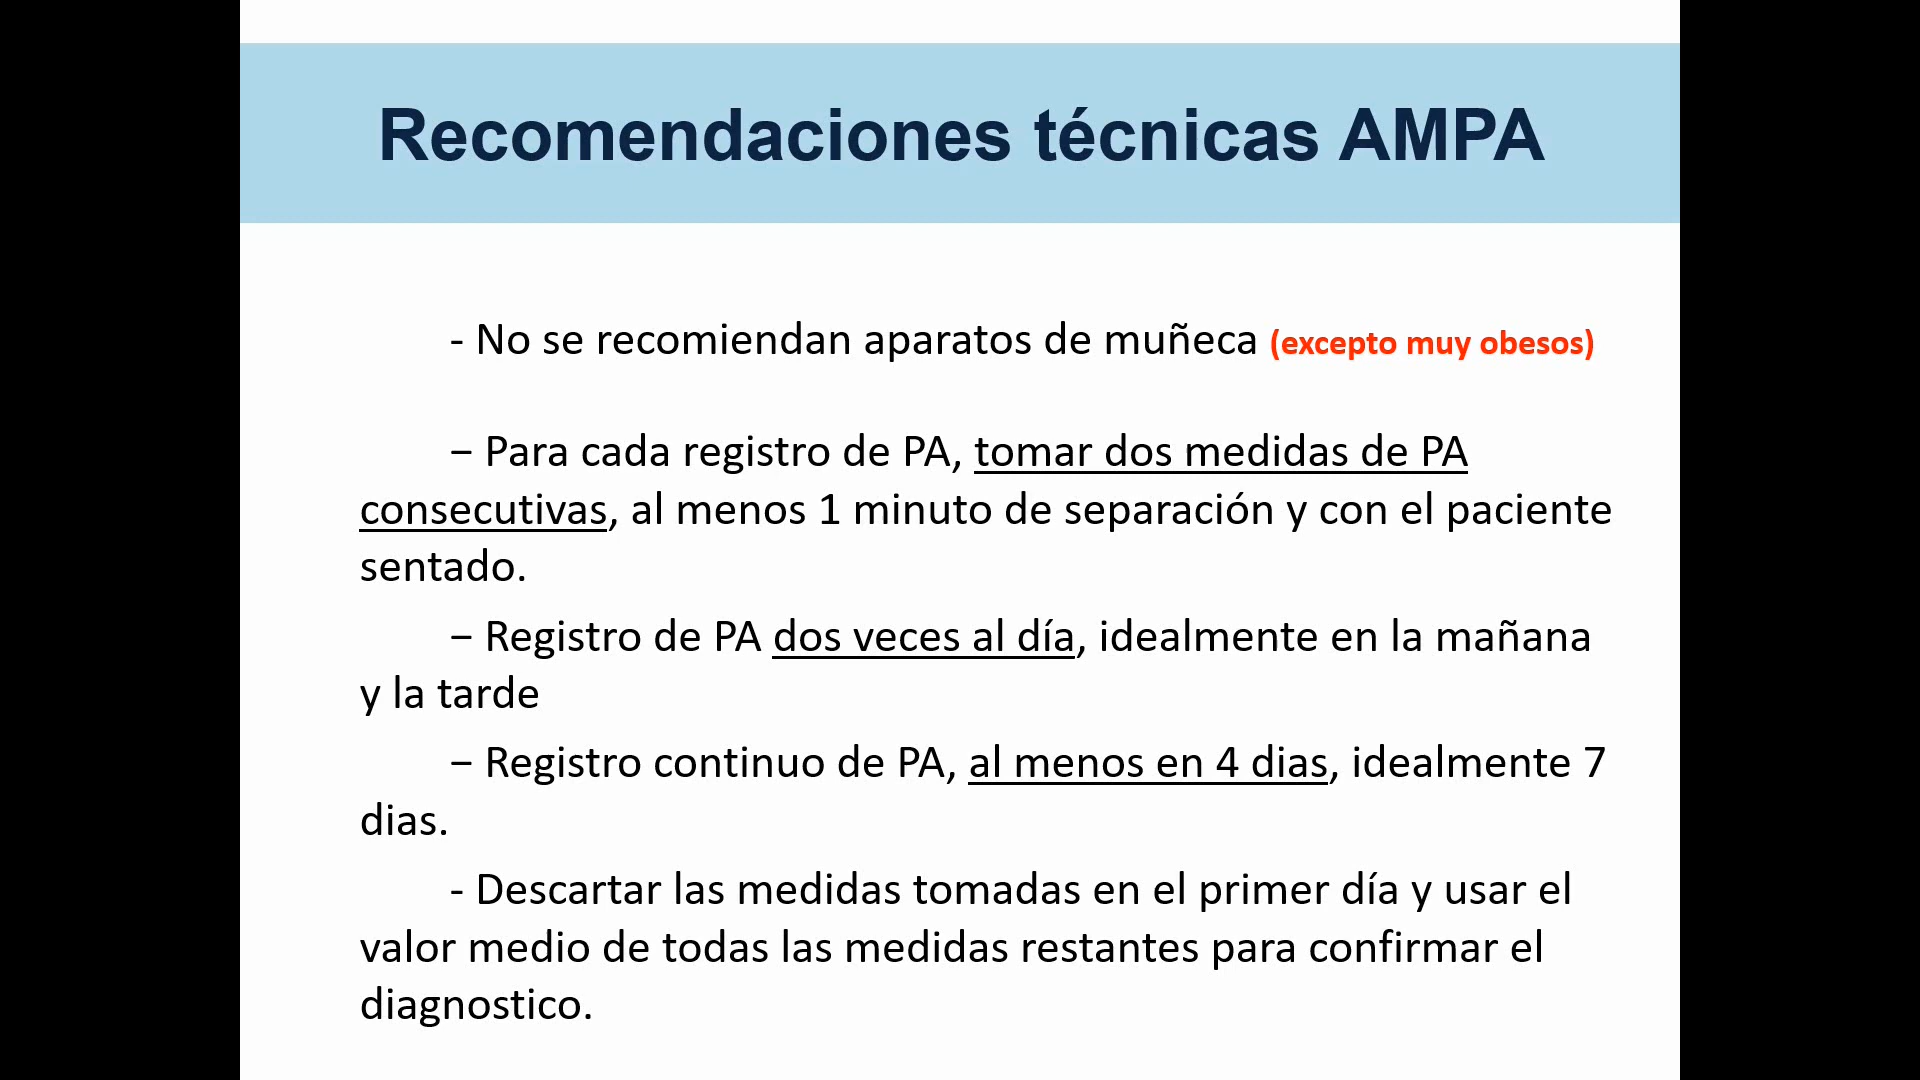 Recomendaciones técnicas AMPA
- No se recomiendan aparatos de muñeca (excepto muy obesos)
− Para cada registro de PA, tomar dos medidas de PA
consecutivas, al menos 1 minuto de separación y con el paciente
sentado.
− Registro de PA dos veces al día, idealmente en la mañana
y la tarde
− Registro continuo de PA, al menos en 4 dias, idealmente 7
dias.
- Descartar las medidas tomadas en el primer día y usar el
valor medio de todas las medidas restantes para confirmar el
diagnostico.